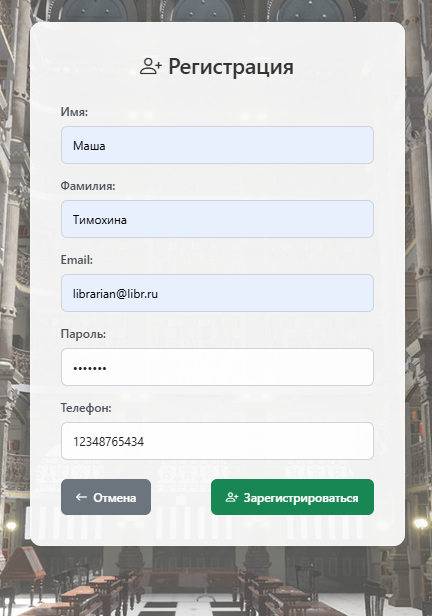 Регистрация
Имя:
Маша
Фамилия:
Тимохина
Email:
librarian@libr.ru
Пароль:
•••••••
Телефон:
12348765434
Отмена
Зарегистрироваться